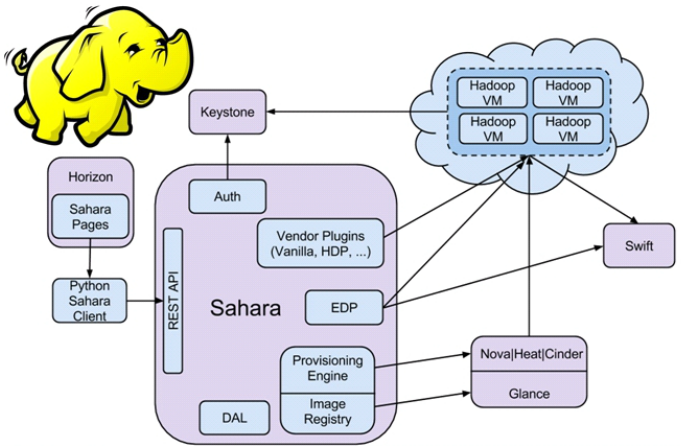 Keystone
Hadoop
VM
Hadoop
VM
Hadoop
VM
Hadoop
VM
Horizon
Sahara
Pages
Python
Sahara
Client
REST API
Sahara
Auth
Vendor Plugins
(Vanilla, HDP, ...)
EDP
Provisioning
Engine
Image
Registry
DAL
Swift
Nova|Heat|Cinder
Glance